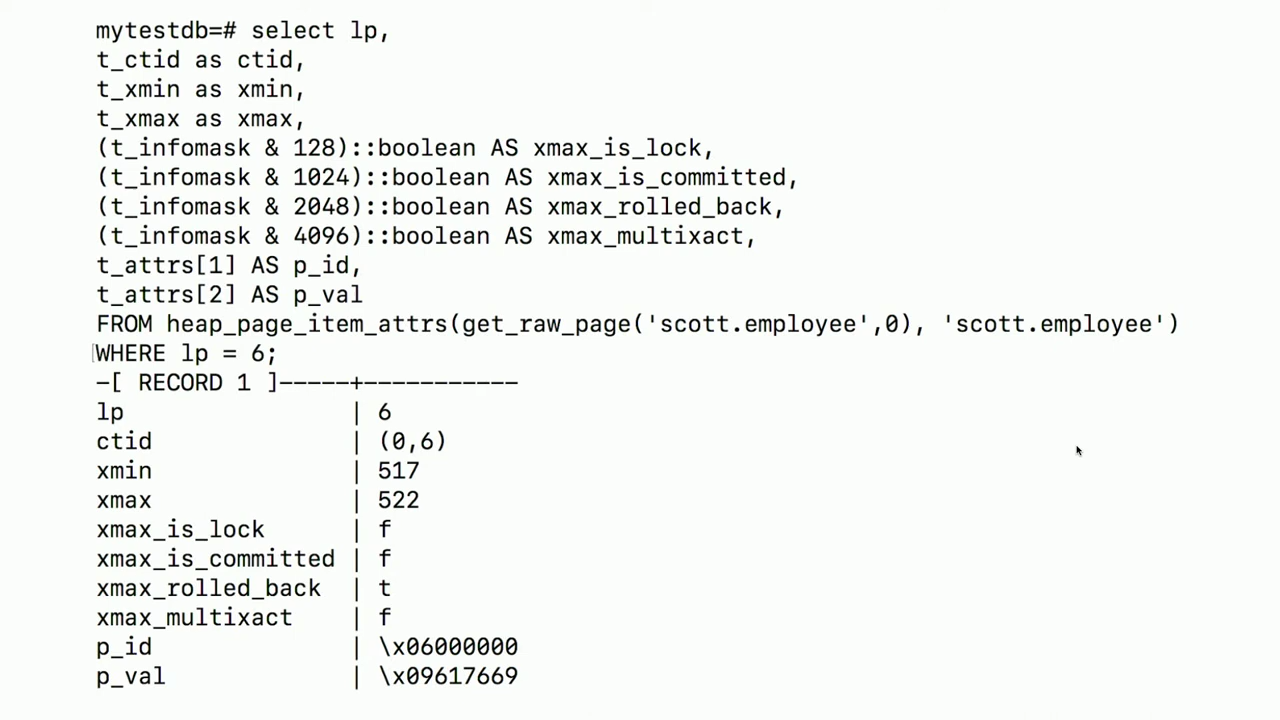 mytestdb=# select lp,
t_ctid as ctid,
t_xmin as xmin,
t_xmax as xmax,
(t_infomask & 128)::boolean AS xmax_is_lock,
(t_infomask & 1024)::boolean AS xmax_is_committed,
(t_infomask & 2048)::boolean AS xmax_rolled_back,
(t_infomask & 4096)::boolean AS xmax_multixact,
t_attrs[1] AS p_id,
t_attrs[2] AS p_val
FROM heap_page_item_attrs(get_raw_page('scott.employee',0), 'scott.employee')
WHERE lp = 6;
-[ RECORD 1 ]-----+-----------
lp | 6
ctid | (0,6)
xmin | 517
xmax | 522
xmax_is_lock | f
xmax_is_committed | f
xmax_rolled_back | t
xmax_multixact | f
p_id | \x06000000
p_val | \x09617669